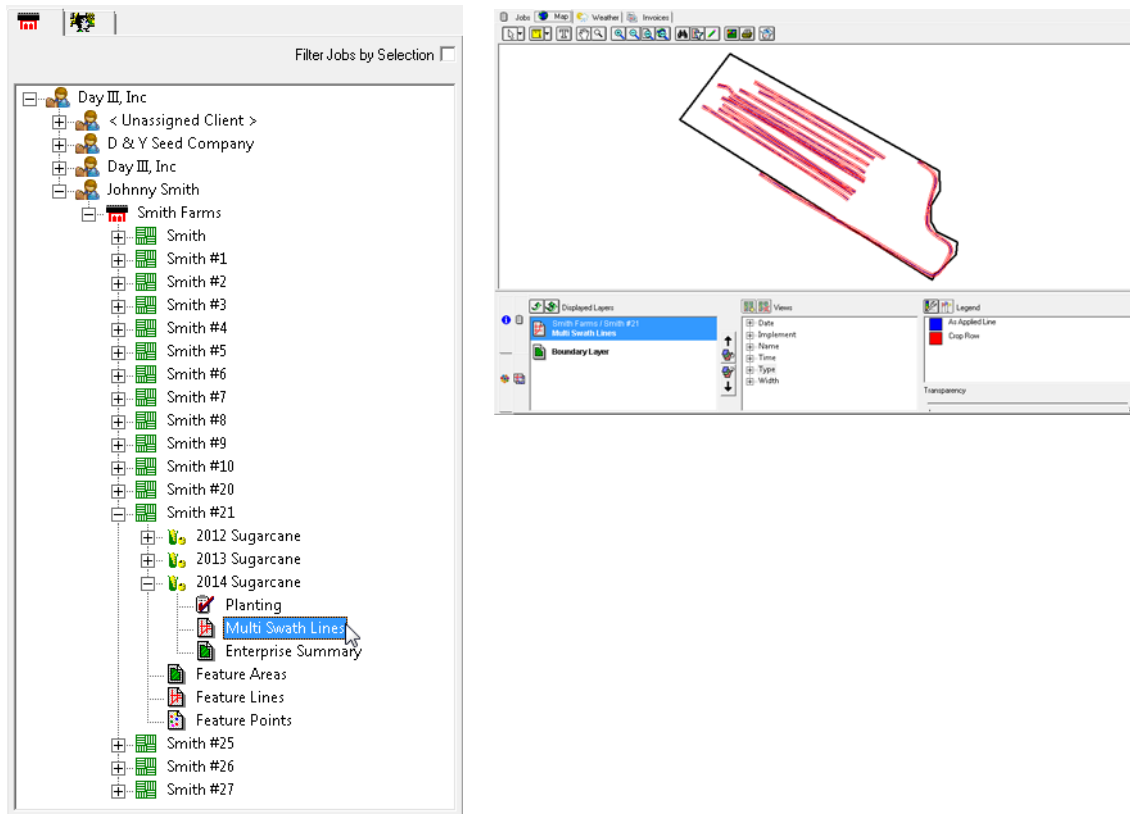 Filter Jobs by Selection
Day III, Inc
< Unassigned Client >
D & Y Seed Company
Day III, Inc
Johnny Smith
Smith Farms
Smith
Smith #1
Smith #2
Smith #3
Smith #4
Smith #5
Smith #6
Smith #7
Smith #8
Smith #9
Smith #10
Smith #20
Smith #21
2012 Sugarcane
2013 Sugarcane
2014 Sugarcane
Planting
Multi Swath Lines
Enterprise Summary
Feature Areas
Feature Lines
Feature Points
Smith #25
Smith #26
Smith #27
Jobs Map Weather Invoices
Displayed Layers
Smith Farms / Smith #21
Multi Swath Lines
Boundary Layer
Views
Date
Implement
Name
Time
Type
Width
Legend
As Applied Line
Crop Row
Transparency